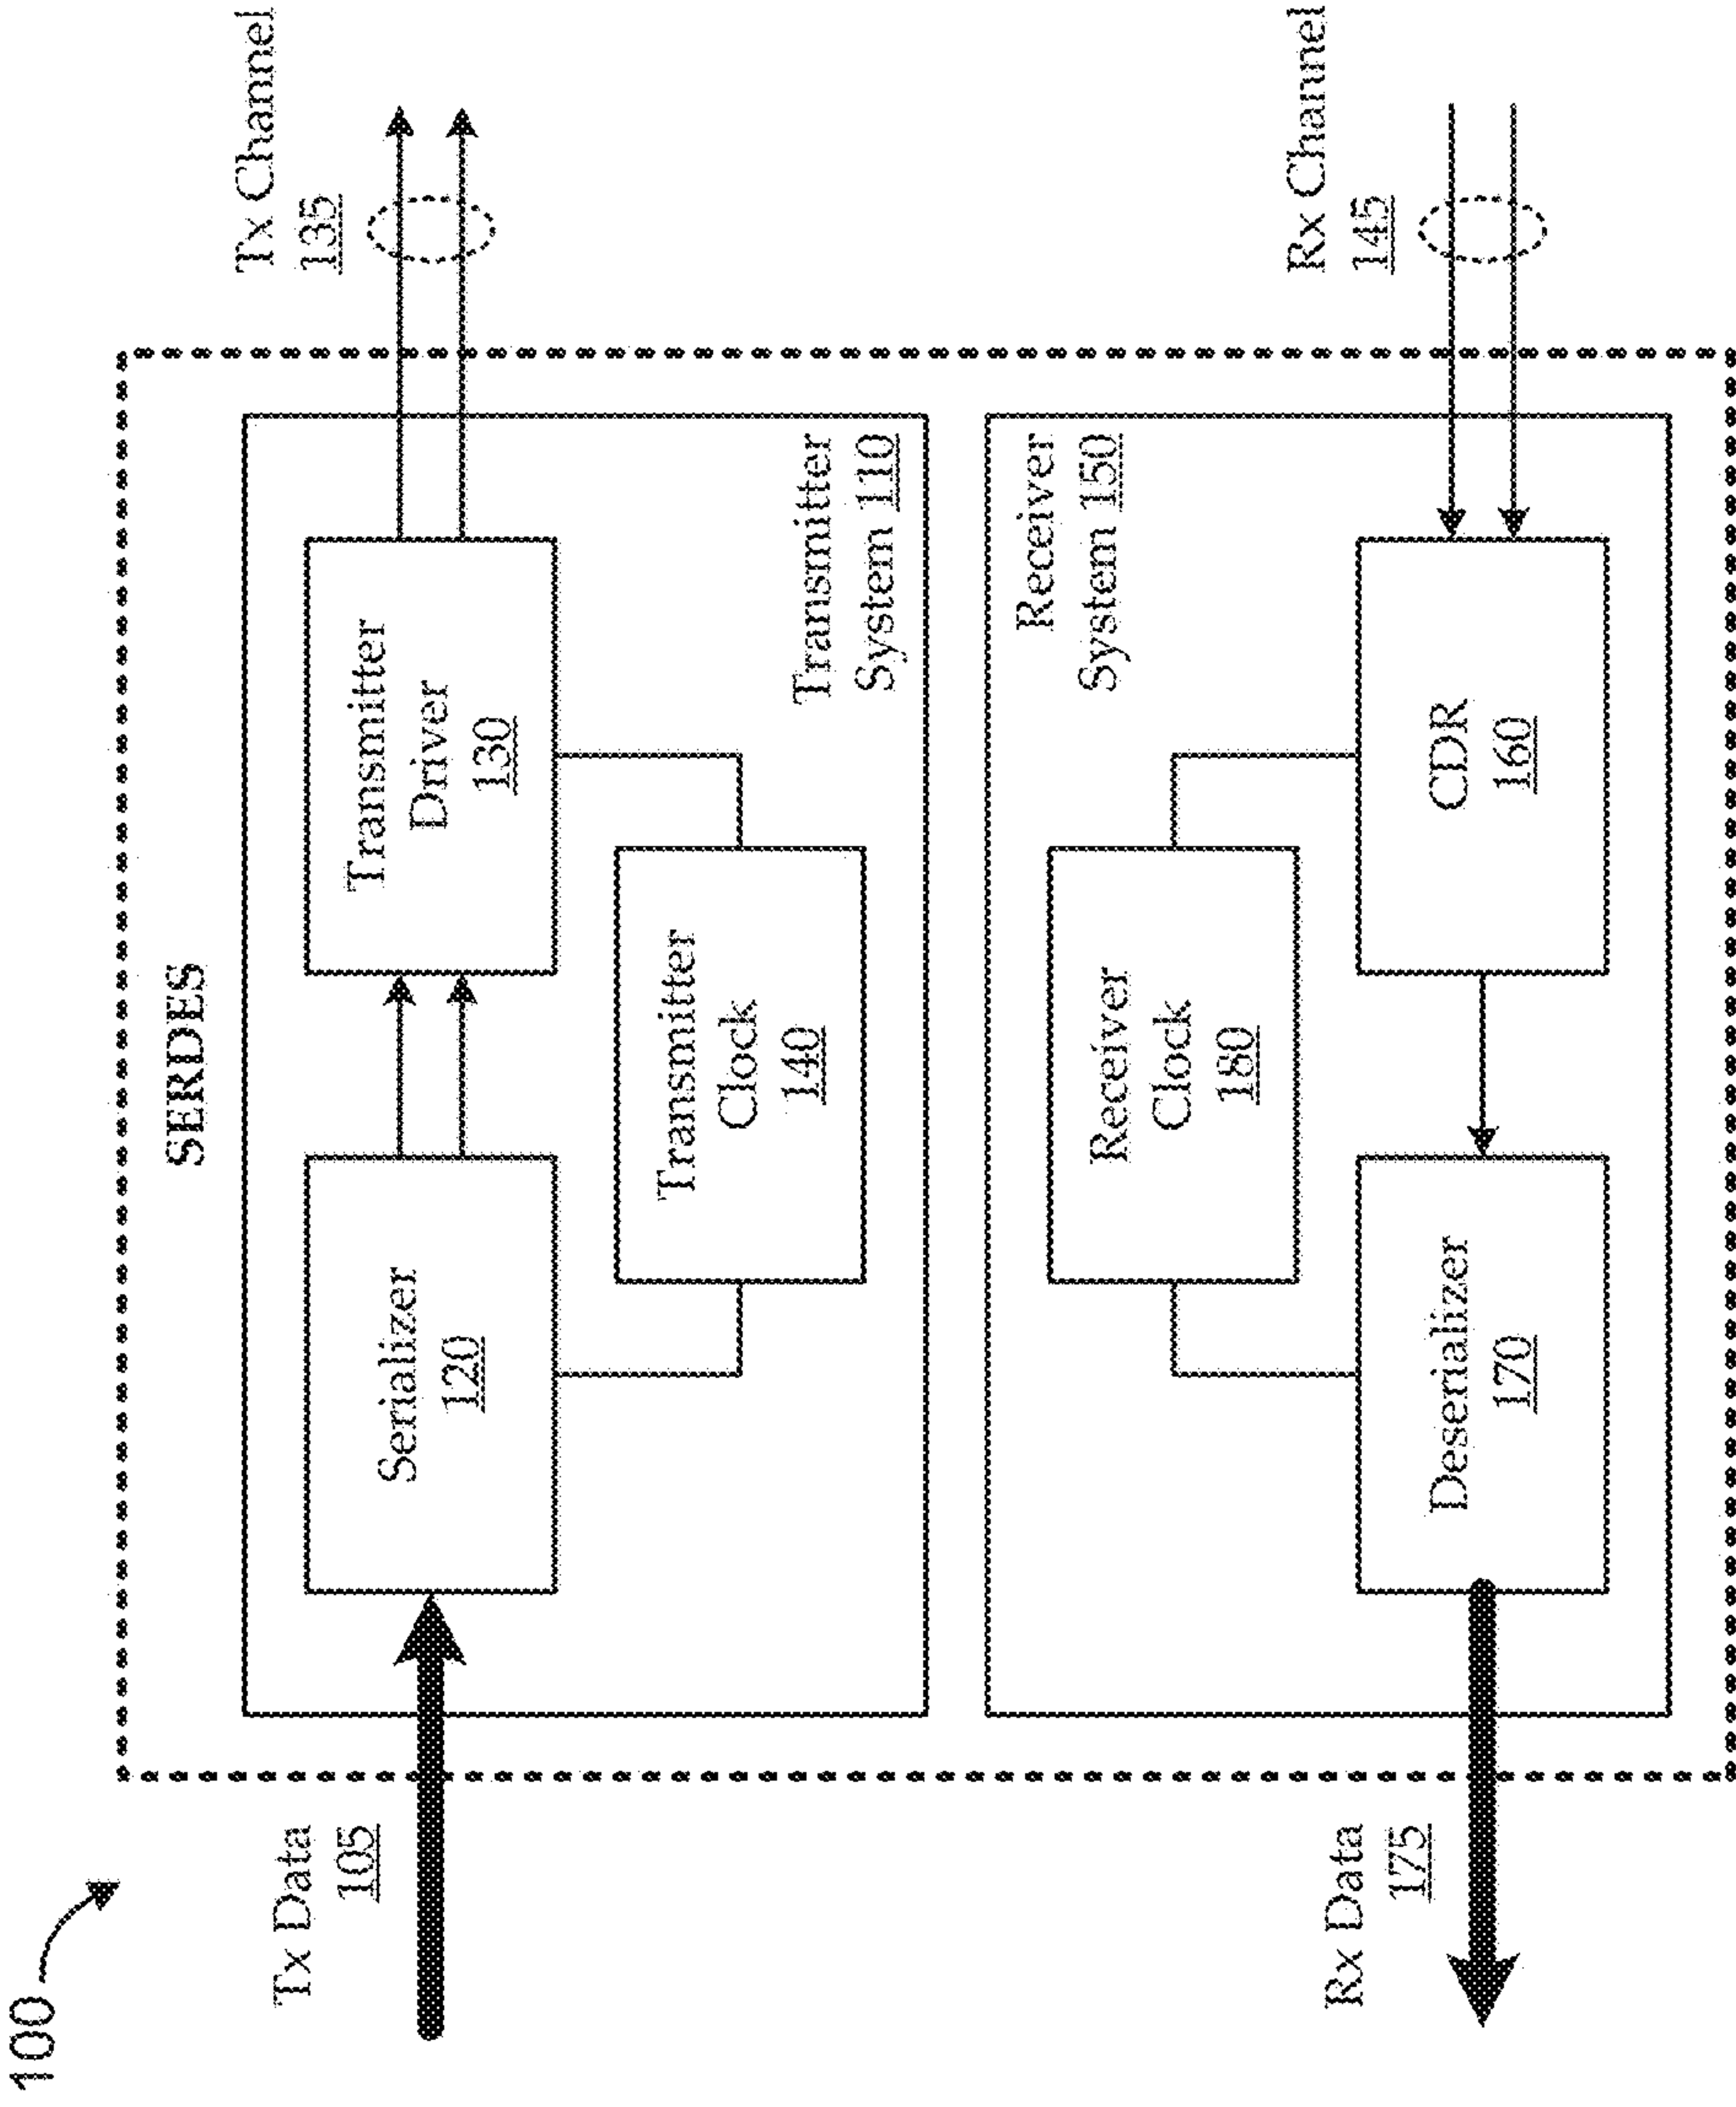 100
SERDES
Tx Data
105
Serializer
120
Transmitter
Driver
130
Tx Channel
135
Transmitter
Clock
140
Transmitter
System 110
Receiver
System 150
Receiver
Clock
180
Rx Data
175
Deserializer
170
CDR
160
Rx Channel
145